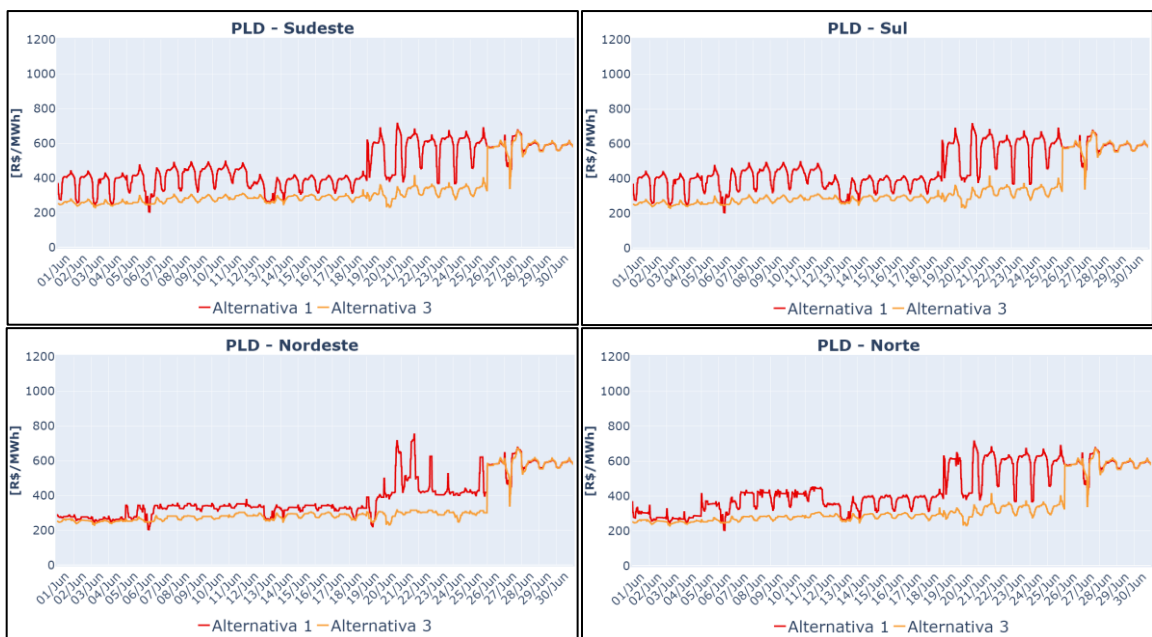 PLD - Sudeste
1200
1000
800
600
400
200
0
[R$/MWh]
01/Jun 02/Jun 03/Jun 04/Jun 05/Jun 06/Jun 07/Jun 08/Jun 09/Jun 10/Jun 11/Jun 12/Jun 13/Jun 14/Jun 15/Jun 16/Jun 17/Jun 18/Jun 19/Jun 20/Jun 21/Jun 22/Jun 23/Jun 24/Jun 25/Jun 26/Jun 27/Jun 28/Jun 29/Jun 30/Jun
Alternativa 1 Alternativa 3
PLD - Sul
1200
1000
800
600
400
200
0
[R$/MWh]
01/Jun 02/Jun 03/Jun 04/Jun 05/Jun 06/Jun 07/Jun 08/Jun 09/Jun 10/Jun 11/Jun 12/Jun 13/Jun 14/Jun 15/Jun 16/Jun 17/Jun 18/Jun 19/Jun 20/Jun 21/Jun 22/Jun 23/Jun 24/Jun 25/Jun 26/Jun 27/Jun 28/Jun 29/Jun 30/Jun
Alternativa 1 Alternativa 3
PLD - Nordeste
1200
1000
800
600
400
200
0
[R$/MWh]
01/Jun 02/Jun 03/Jun 04/Jun 05/Jun 06/Jun 07/Jun 08/Jun 09/Jun 10/Jun 11/Jun 12/Jun 13/Jun 14/Jun 15/Jun 16/Jun 17/Jun 18/Jun 19/Jun 20/Jun 21/Jun 22/Jun 23/Jun 24/Jun 25/Jun 26/Jun 27/Jun 28/Jun 29/Jun 30/Jun
Alternativa 1 Alternativa 3
PLD - Norte
1200
1000
800
600
400
200
0
[R$/MWh]
01/Jun 02/Jun 03/Jun 04/Jun 05/Jun 06/Jun 07/Jun 08/Jun 09/Jun 10/Jun 11/Jun 12/Jun 13/Jun 14/Jun 15/Jun 16/Jun 17/Jun 18/Jun 19/Jun 20/Jun 21/Jun 22/Jun 23/Jun 24/Jun 25/Jun 26/Jun 27/Jun 28/Jun 29/Jun 30/Jun
Alternativa 1 Alternativa 3